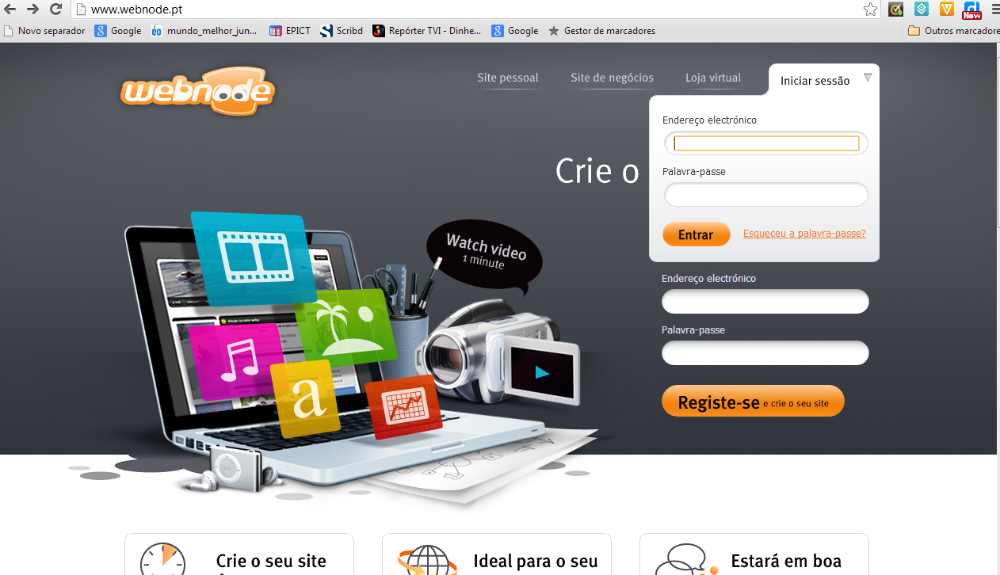 www.webnode.pt
New
Novo separador
Google
éo
mundo_melhor_jun...
EPICT
Scribd
Repórter TVI - Dinhe...
Google
Gestor de marcadores
Outros marcadore
webnode
Site pessoal
Site de negócios
Loja virtual
Iniciar sessão
Endereço electrónico
Crie o
Palavra-passe
Entrar
Esqueceu a palavra-passe?
Watch video
1 minute
Endereço electrónico
Palavra-passe
a
Registe-se e crie o seu site
Crie o seu site
Ideal para o seu
Estará em boa